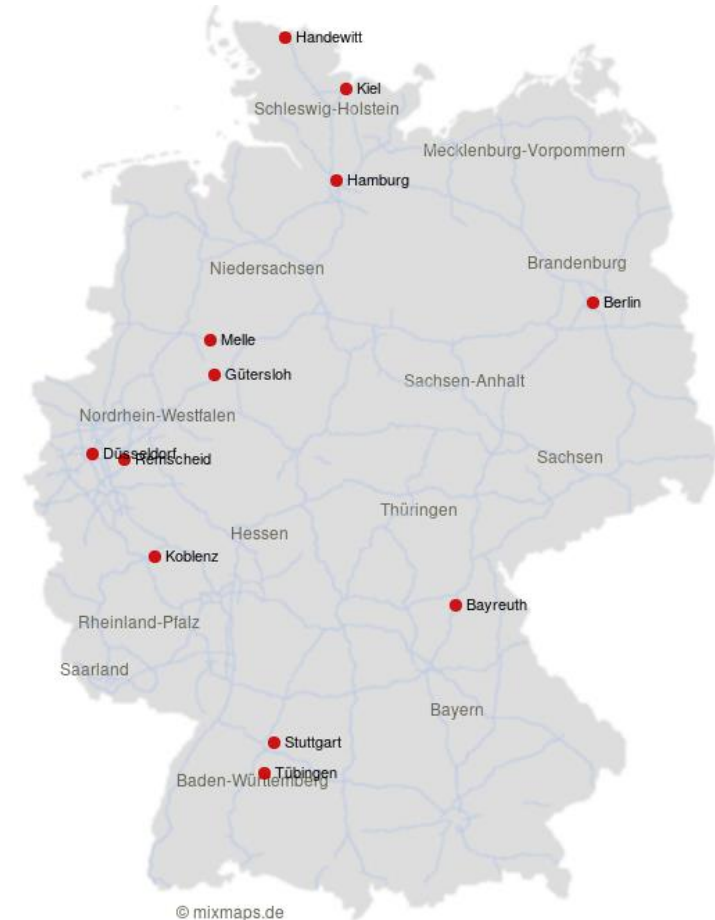 Handewitt
Kiel
Schleswig-Holstein
Mecklenburg-Vorpommern
Hamburg
Brandenburg
Niedersachsen
Berlin
Melle
Gütersloh
Sachsen-Anhalt
Nordrhein-Westfalen
Düsseldorf
Remscheid
Sachsen
Thüringen
Hessen
Koblenz
Bayreuth
Rheinland-Pfalz
Saarland
Bayern
Stuttgart
Tübingen
Baden-Württemberg
© mixmaps.de